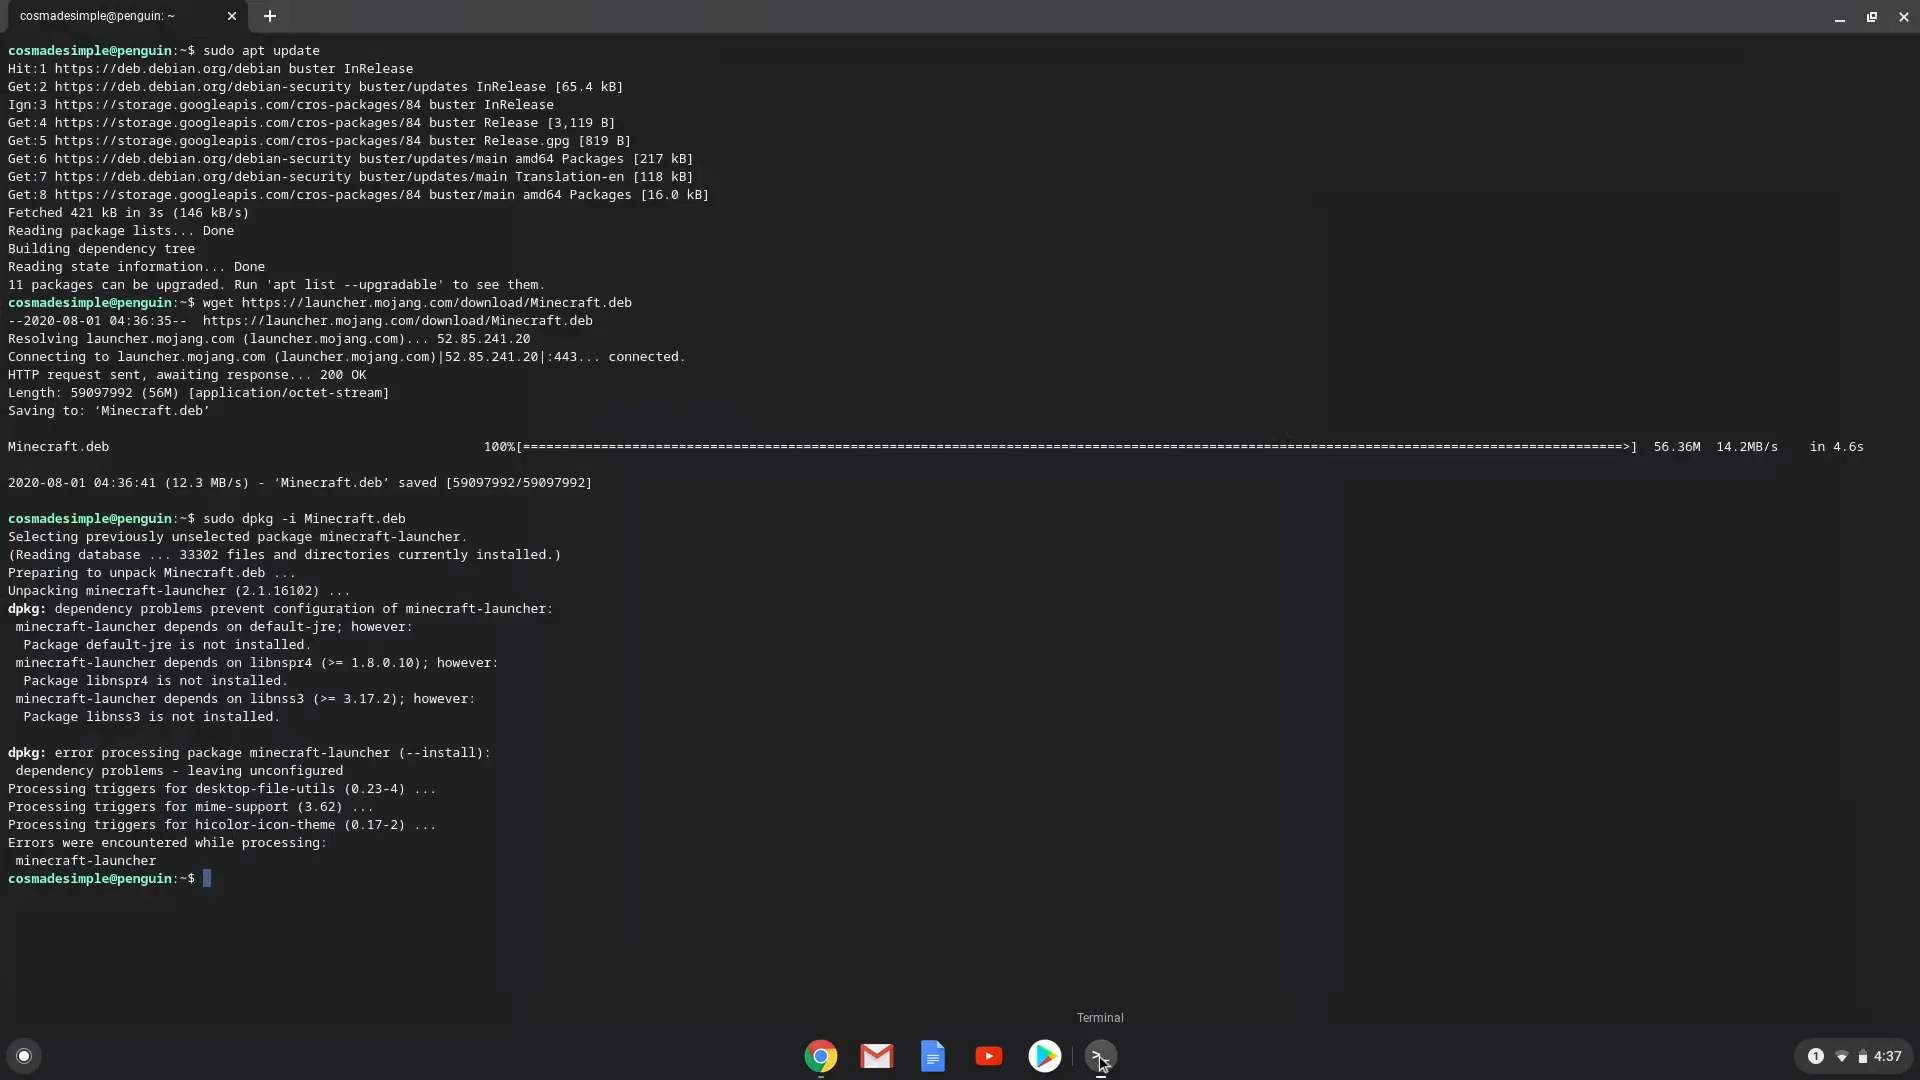 cosmadesimple@penguin: ~
cosmadesimple@penguin:~$ sudo apt update
Hit:1 https://deb.debian.org/debian buster InRelease
Get:2 https://deb.debian.org/debian-security buster/updates InRelease [65.4 kB]
Ign:3 https://storage.googleapis.com/cros-packages/84 buster InRelease
Get:4 https://storage.googleapis.com/cros-packages/84 buster Release [3,119 B]
Get:5 https://storage.googleapis.com/cros-packages/84 buster Release.gpg [819 B]
Get:6 https://deb.debian.org/debian-security buster/updates/main amd64 Packages [217 kB]
Get:7 https://deb.debian.org/debian-security buster/updates/main Translation-en [118 kB]
Get:8 https://storage.googleapis.com/cros-packages/84 buster/main amd64 Packages [16.0 kB]
Fetched 421 kB in 3s (146 kB/s)
Reading package lists... Done
Building dependency tree
Reading state information... Done
11 packages can be upgraded. Run 'apt list --upgradable' to see them.
cosmadesimple@penguin:~$ wget https://launcher.mojang.com/download/Minecraft.deb
--2020-08-01 04:36:35--  https://launcher.mojang.com/download/Minecraft.deb
Resolving launcher.mojang.com (launcher.mojang.com)... 52.85.241.20
Connecting to launcher.mojang.com (launcher.mojang.com)|52.85.241.20|:443... connected.
HTTP request sent, awaiting response... 200 OK
Length: 59097992 (56M) [application/octet-stream]
Saving to: ‘Minecraft.deb’
Minecraft.deb 100%[=============================================>] 56.36M 14.2MB/s in 4.6s
2020-08-01 04:36:41 (12.3 MB/s) - ‘Minecraft.deb’ saved [59097992/59097992]
cosmadesimple@penguin:~$ sudo dpkg -i Minecraft.deb
Selecting previously unselected package minecraft-launcher.
(Reading database ... 33302 files and directories currently installed.)
Preparing to unpack Minecraft.deb ...
Unpacking minecraft-launcher (2.1.16102) ...
dpkg: dependency problems prevent configuration of minecraft-launcher:
minecraft-launcher depends on default-jre; however:
Package default-jre is not installed.
minecraft-launcher depends on libnspr4 (>= 1.8.0.10); however:
Package libnspr4 is not installed.
minecraft-launcher depends on libnss3 (>= 3.17.2); however:
Package libnss3 is not installed.
dpkg: error processing package minecraft-launcher (--install):
dependency problems - leaving unconfigured
Processing triggers for desktop-file-utils (0.23-4) ...
Processing triggers for mime-support (3.62) ...
Processing triggers for hicolor-icon-theme (0.17-2) ...
Errors were encountered while processing:
minecraft-launcher
cosmadesimple@penguin:~$
Terminal
1 4:37